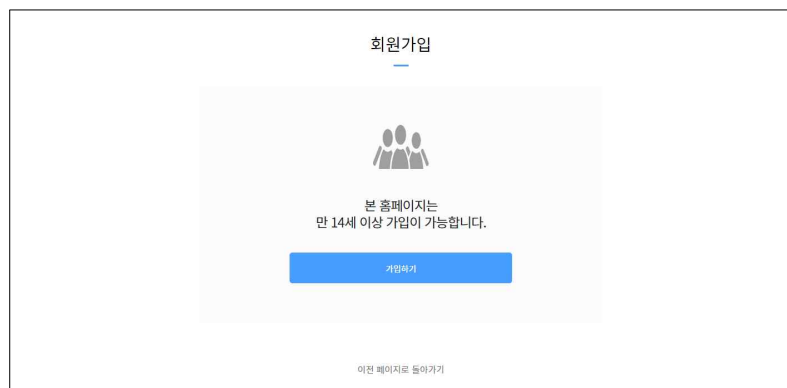 회원가입
본 홈페이지는
만 14세 이상 가입이 가능합니다.
가입하기
이전 페이지로 돌아가기